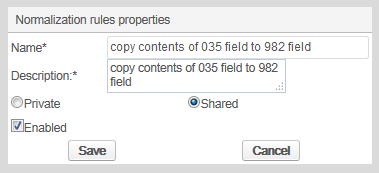 Normalization rules properties
Name* copy contents of 035 field to 982 field
Description:* copy contents of 035 field to 982
field
Private Shared
Enabled
Save Cancel